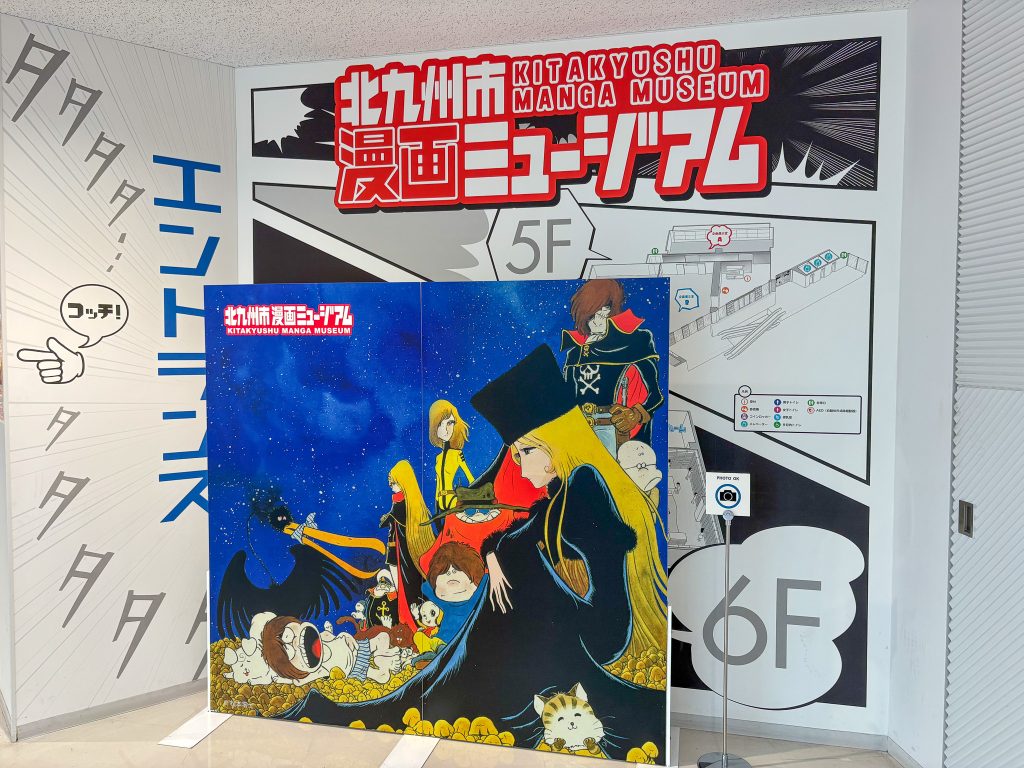 タタタタ
コッチ!
タタタタタ
エントランス
北九州市
KITAKYUSHU
MANGA MUSEUM
漫画ミュージアム
5F
A
北九州市漫画ミュージアム
KITAKYUSHU MANGA MUSEUM
PHOTO OK
6F